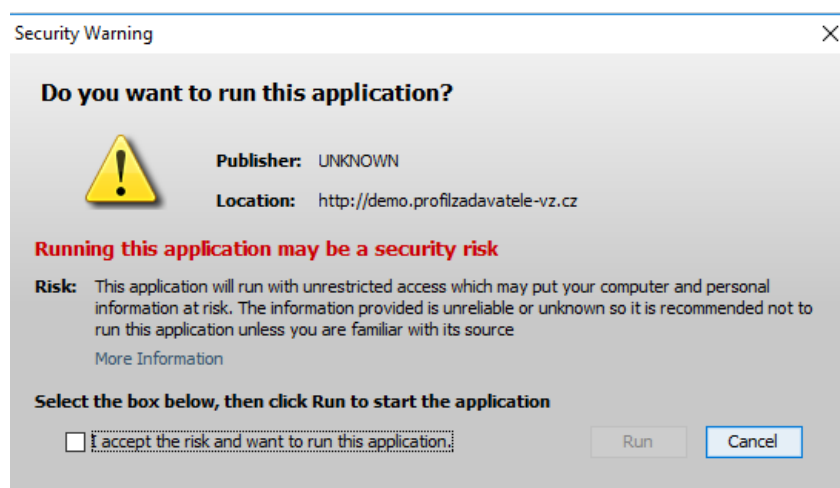 Security Warning
Do you want to run this application?
Publisher: UNKNOWN
Location: http://demo.profilzadavatele-vz.cz
Running this application may be a security risk
Risk: This application will run with unrestricted access which may put your computer and personal
information at risk. The information provided is unreliable or unknown so it is recommended not to
run this application unless you are familiar with its source
More Information
Select the box below, then click Run to start the application
I accept the risk and want to run this application. Run Cancel